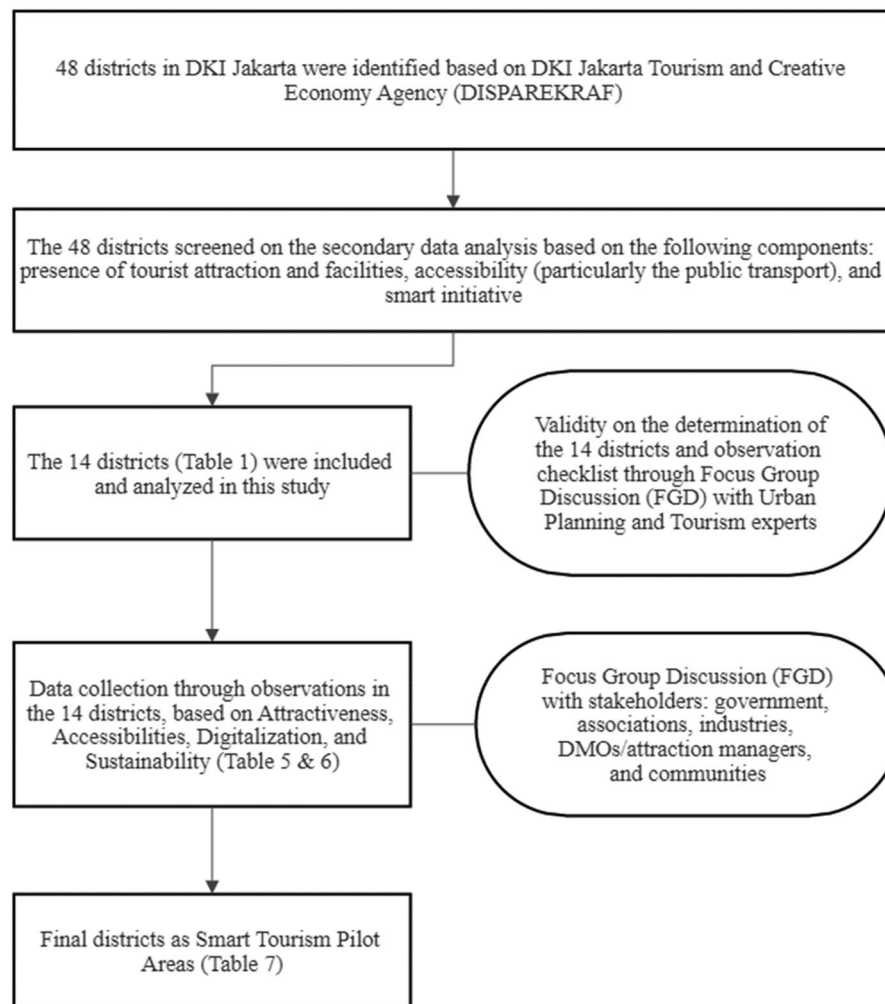 48 districts in DKI Jakarta were identified based on DKI Jakarta Tourism and Creative
Economy Agency (DISPAREKRAF)
The 48 districts screened on the secondary data analysis based on the following components:
presence of tourist attraction and facilities, accessibility (particularly the public transport), and
smart initiative
The 14 districts (Table 1) were included
and analyzed in this study
Validity on the determination of
the 14 districts and observation
checklist through Focus Group
Discussion (FGD) with Urban
Planning and Tourism experts
Data collection through observations in
the 14 districts, based on Attractiveness,
Accessibilities, Digitalization, and
Sustainability (Table 5 & 6)
Focus Group Discussion (FGD)
with stakeholders: government,
associations, industries,
DMOs/attraction managers,
and communities
Final districts as Smart Tourism Pilot
Areas (Table 7)